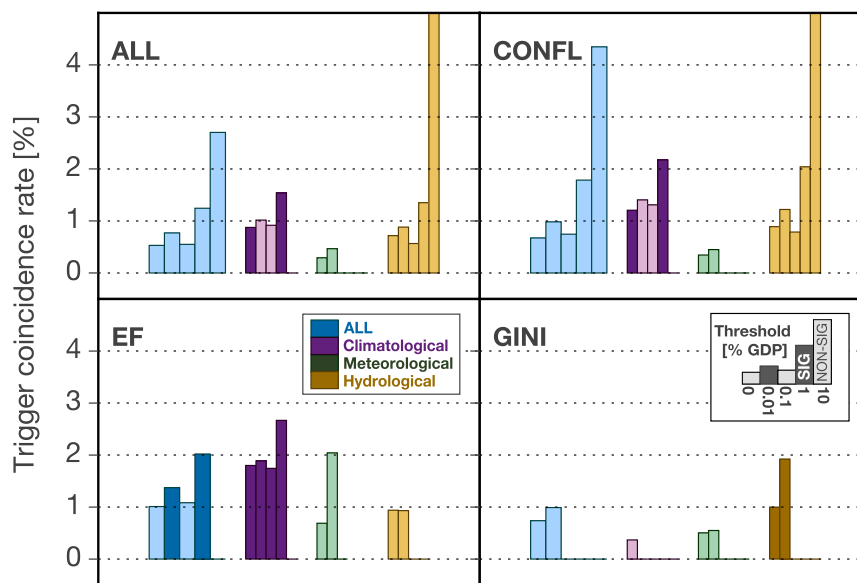 Trigger coincidence rate [%]
ALL
CONFL
4
3
2
1
0
EF
GINI
4
3
2
1
0
ALL
Climatological
Meteorological
Hydrological
Threshold
[% GDP]
SIG
NON-SIG
0
0.01
0.1
1
10